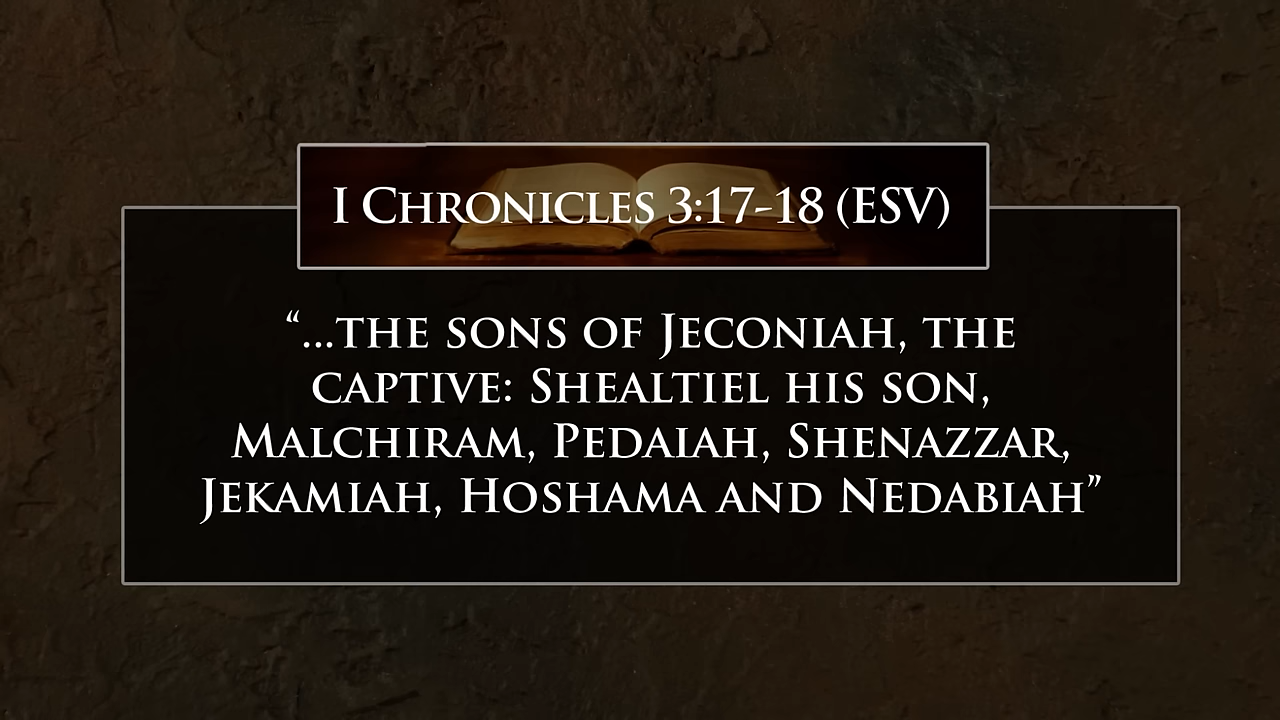 I Chronicles 3:17-18 (ESV)
“...the sons of Jeconiah, the
captive: Shealtiel his son,
Malchiram, Pedaiah, Shenazzar,
Jekamiah, Hoshama and Nedabiah”